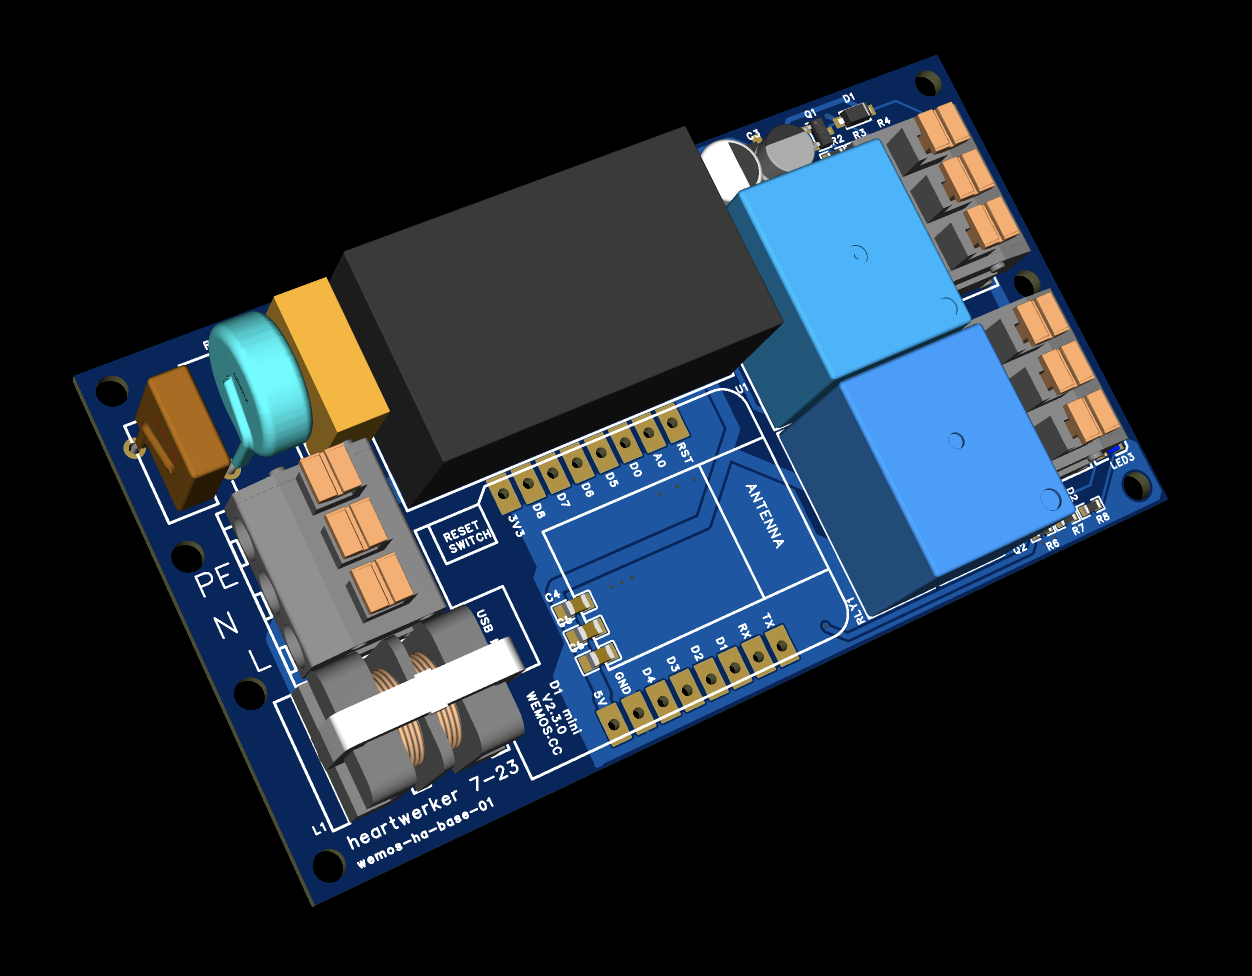 C3
Q1
D1
R2
R3
R4
U1
3V3
D8
D7
D6
D5
D0
A0
RST
RESET
SWITCH
ANTENNA
LED3
D2
Q2
R6
R7
R8
PE
N
L
USB
C4
5V
GND
D4
D3
D2
D1
RX
TX
RLY1
D1 mini
V2.3.0
WEMOS.CC
L1
heartwerker 7-23
wemos-ha-base-01